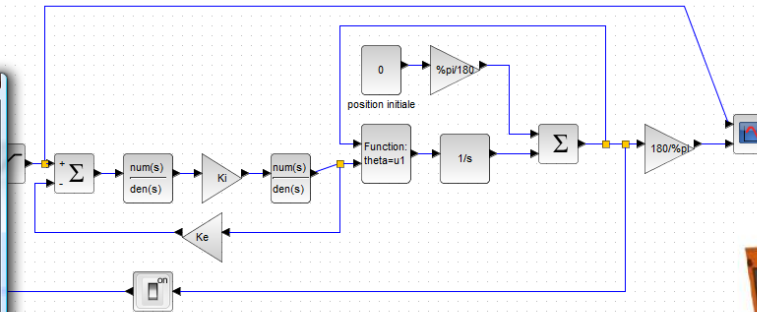 0
%pi/180
position initiale
Function:
theta=u1
1/s
Σ
180/%pi
+
-
Σ
num(s)
den(s)
Ki
num(s)
den(s)
Ke
on